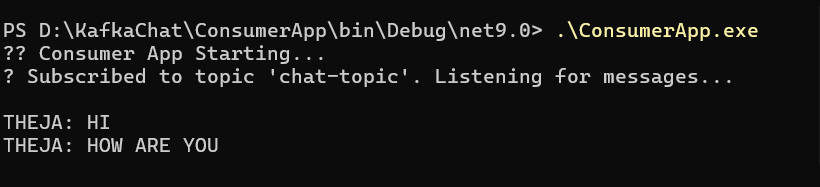 PS D:\KafkaChat\ConsumerApp\bin\Debug\net9.0> .\ConsumerApp.exe
?? Consumer App Starting...
? Subscribed to topic 'chat-topic'. Listening for messages...
THEJA: HI
THEJA: HOW ARE YOU